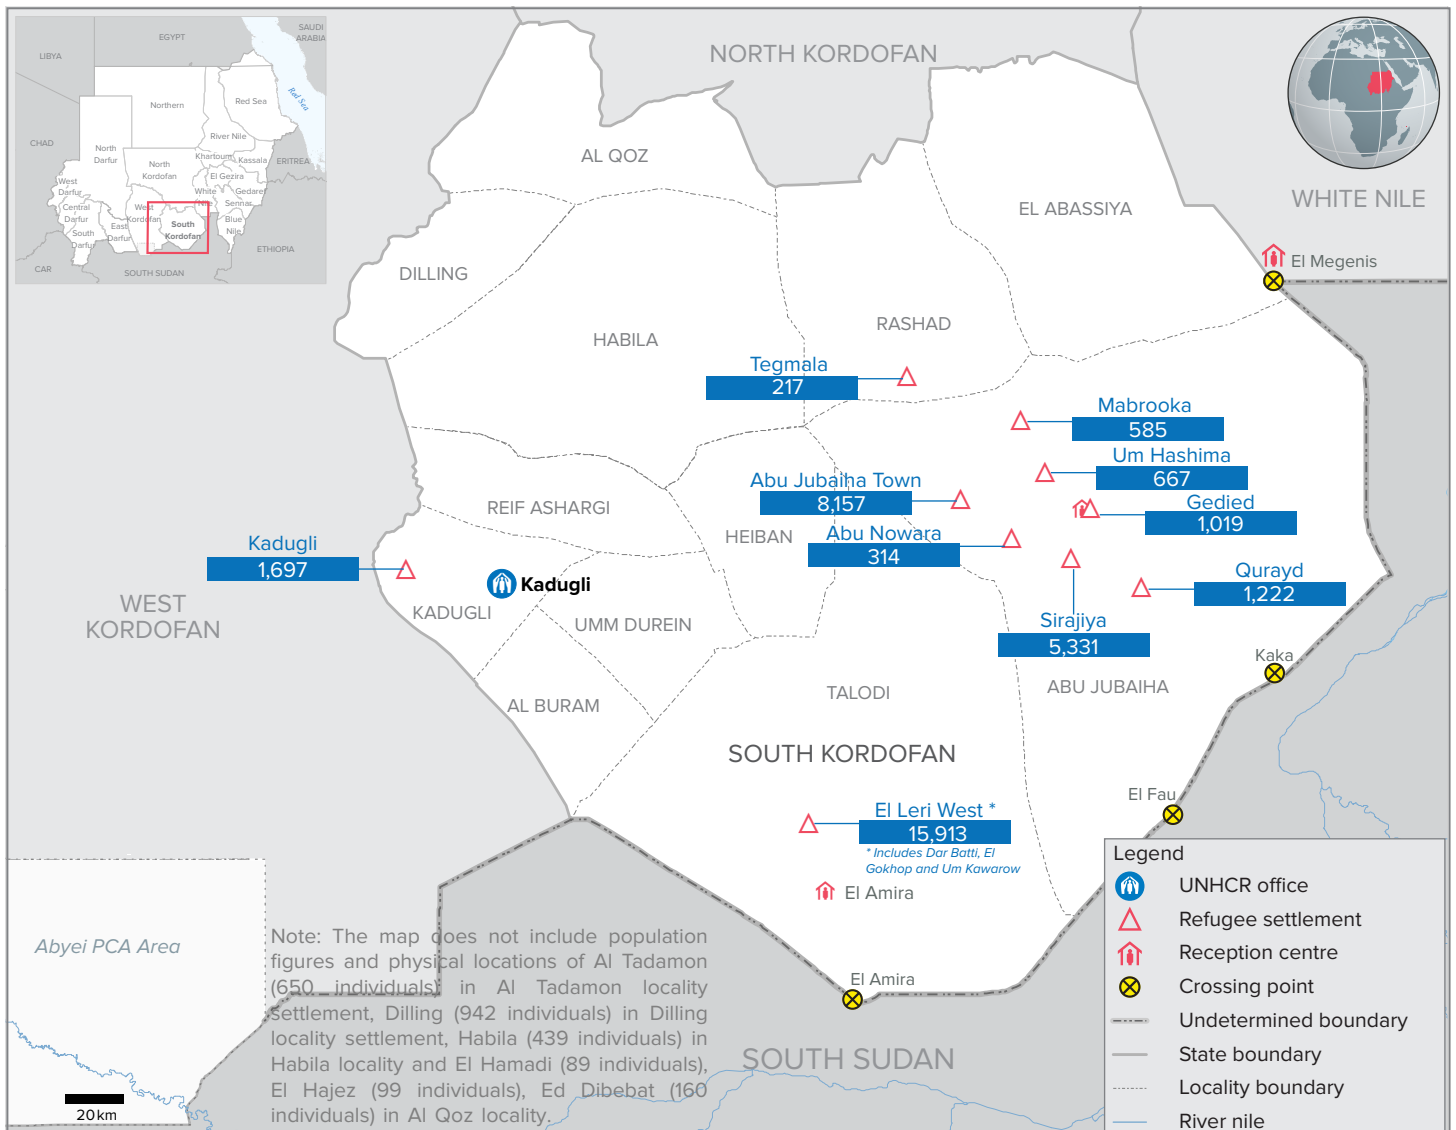 EGYPT
SAUDI
ARABIA
LIBYA
Red Sea
Northern
Red Sea
River Nile
CHAD
North
Darfur
Khartoum
Kassala
ERITREA
North
Kordofan
El Gezira
West
Darfur
White
Nile
Gedaref
Sennar
Central
Darfur
West
Kordofan
South
Kordofan
Blue
Nile
East
Darfur
South
Darfur
ETHIOPIA
CAR
SOUTH SUDAN
NORTH KORDOFAN
WHITE NILE
AL QOZ
EL ABASSIYA
El Megenis
DILLING
HABILA
RASHAD
Tegmala
217
Mabrooka
585
Um Hashima
667
Abu Jubaiha Town
8,157
Gedied
1,019
REIF ASHARGI
HEIBAN
Abu Nowara
314
Kadugli
1,697
Kadugli
Qurayd
1,222
WEST
KORDOFAN
KADUGLI
UMM DUREIN
Sirajiya
5,331
Kaka
AL BURAM
TALODI
ABU JUBAIHA
SOUTH KORDOFAN
El Fau
El Leri West *
15,913
* Includes Dar Batti, El
Gokhop and Um Kawarow
El Amira
El Amira
Abyei PCA Area
20 km
Note: The map does not include population
figures and physical locations of Al Tadamon
(650 individuals) in Al Tadamon locality
settlement, Dilling (942 individuals) in Dilling
locality settlement, Habila (439 individuals) in
Habila locality and El Hamadi (89 individuals),
El Hajez (99 individuals), Ed Dibebat (160
individuals) in Al Qoz locality.
SOUTH SUDAN
Legend
UNHCR office
Refugee settlement
Reception centre
Crossing point
Undetermined boundary
State boundary
Locality boundary
River nile